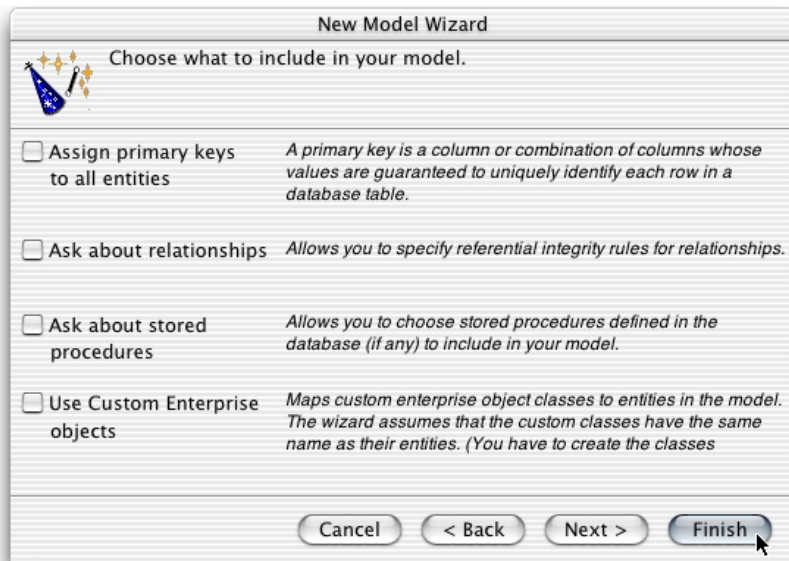 New Model Wizard
Choose what to include in your model.
Assign primary keys
to all entities
A primary key is a column or combination of columns whose
values are guaranteed to uniquely identify each row in a
database table.
Ask about relationships
Allows you to specify referential integrity rules for relationships.
Ask about stored
procedures
Allows you to choose stored procedures defined in the
database (if any) to include in your model.
Use Custom Enterprise
objects
Maps custom enterprise object classes to entities in the model.
The wizard assumes that the custom classes have the same
name as their entities. (You have to create the classes
Cancel
< Back
Next >
Finish